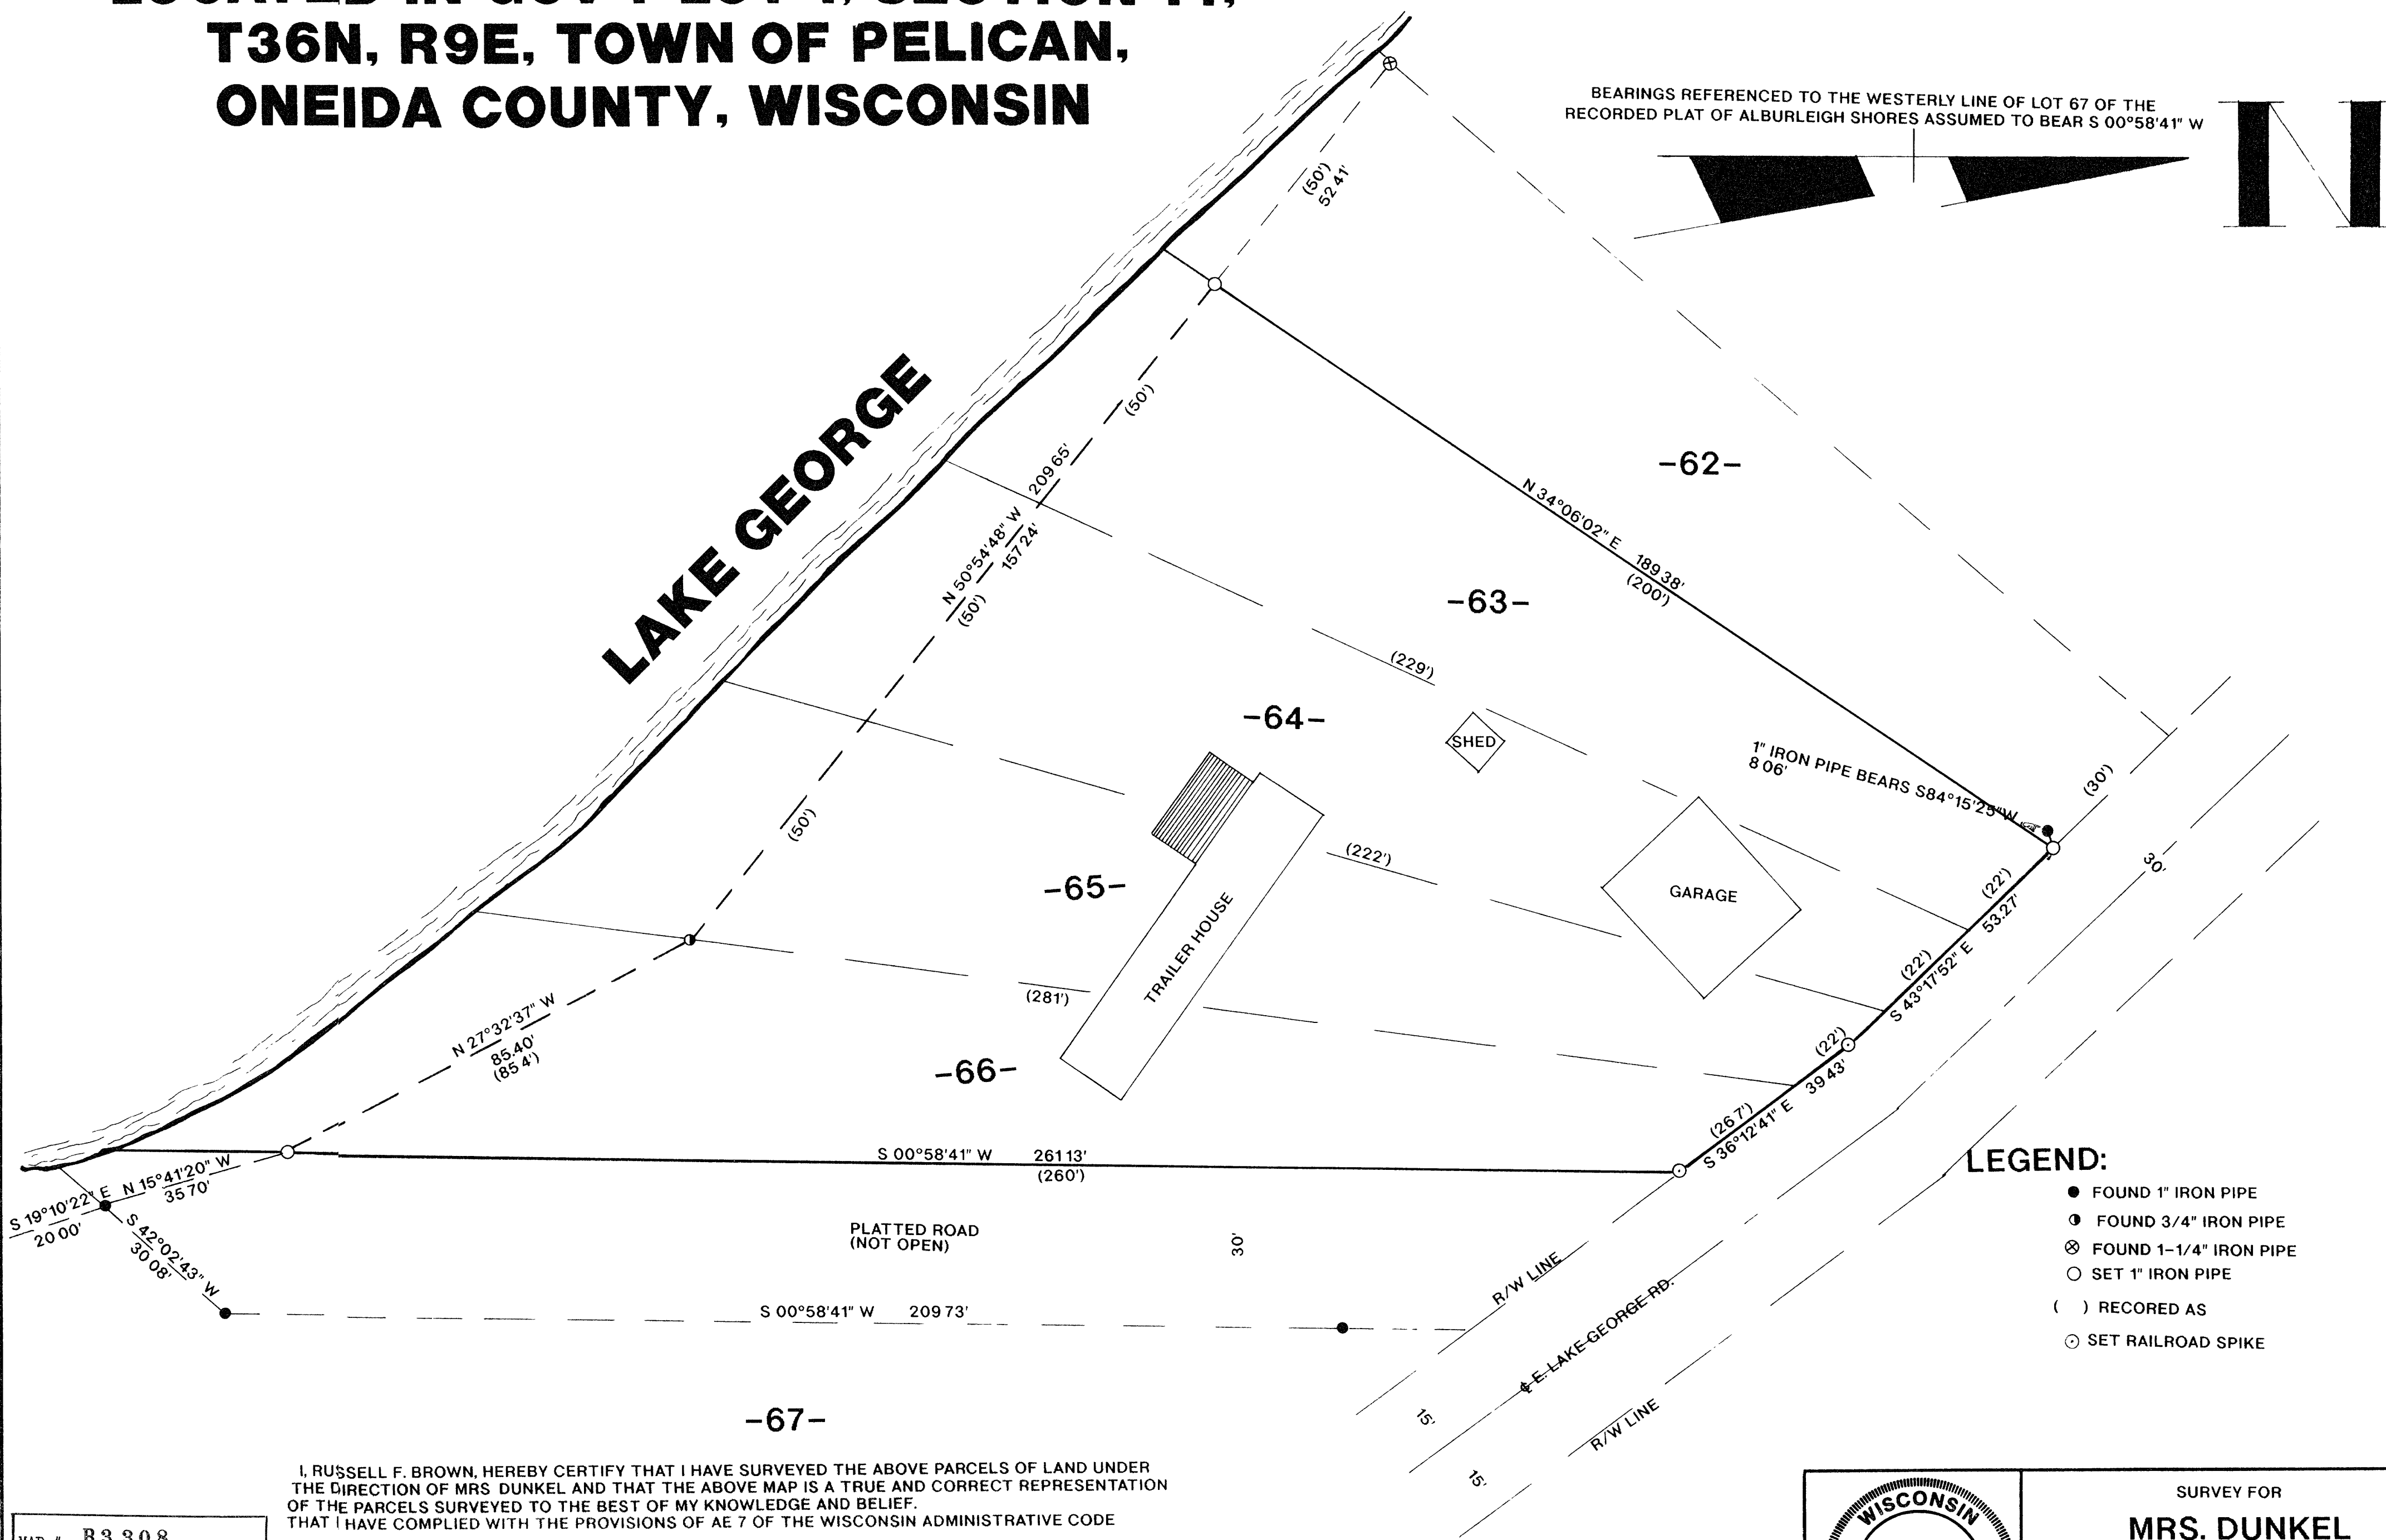 T36N, R9E, TOWN OF PELICAN,
ONEIDA COUNTY, WISCONSIN
BEARINGS REFERENCED TO THE WESTERLY LINE OF LOT 67 OF THE
RECORDED PLAT OF ALBURLEIGH SHORES ASSUMED TO BEAR S 00°58'41" W
N
(50')
52 41'
LAKE GEORGE
(50')
N 50°54'48" W 209 65'
157 24'
(50')
(50')
-62-
N 34°06'02" E 189 38'
(200')
-63-
(229')
-64-
SHED
1" IRON PIPE BEARS S84°15'25"W
8 06'
(30')
30'
(222')
GARAGE
-65-
TRAILER HOUSE
(22')
53.27'
(22')
S 43°17'52" E
(22')
39 43'
(26 7')
S 36°12'41" E
(281')
N 27°32'37" W
85.40'
(85 4')
-66-
S 00°58'41" W 261 13'
(260')
N 15°41'20" W
35 70'
S 19°10'22" E
20 00'
S 42°02'43" W
30 08'
PLATTED ROAD
(NOT OPEN)
30'
S 00°58'41" W 209 73'
R/W LINE
℄ E. LAKE GEORGE RD.
R/W LINE
15'
15'
-67-
LEGEND:
FOUND 1" IRON PIPE
FOUND 3/4" IRON PIPE
FOUND 1-1/4" IRON PIPE
SET 1" IRON PIPE
( ) RECORED AS
SET RAILROAD SPIKE
I, RUSSELL F. BROWN, HEREBY CERTIFY THAT I HAVE SURVEYED THE ABOVE PARCELS OF LAND UNDER
THE DIRECTION OF MRS DUNKEL AND THAT THE ABOVE MAP IS A TRUE AND CORRECT REPRESENTATION
OF THE PARCELS SURVEYED TO THE BEST OF MY KNOWLEDGE AND BELIEF.
THAT I HAVE COMPLIED WITH THE PROVISIONS OF AE 7 OF THE WISCONSIN ADMINISTRATIVE CODE
WISCONSIN
SURVEY FOR
MRS. DUNKEL